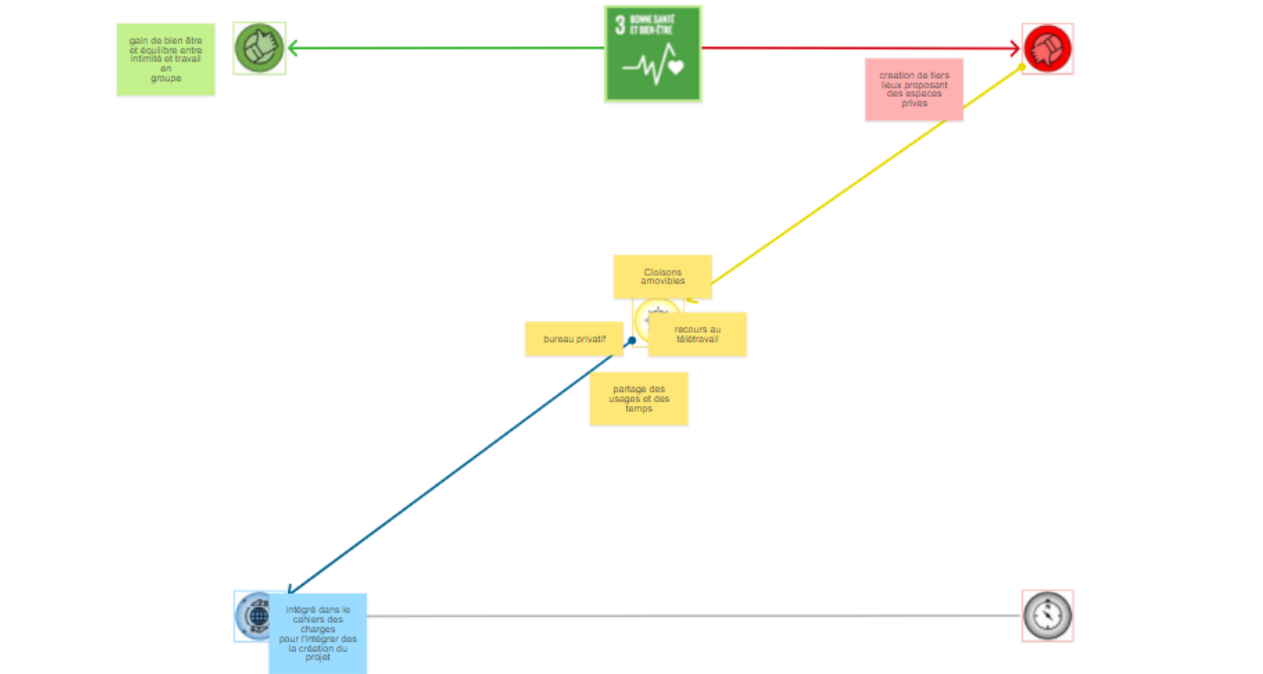 3 BONNE SANTÉ
ET BIEN-ÊTRE
gain de bien être
et équilibre entre
intimité et travail
en
groupe
creation de tiers
lieux proposant
des espaces
prives
Cloisons
amovibles
bureau privatif
recours au
télétravail
partage des
usages et des
temps
intégré dans le
cahiers des
charges
pour l'intégrer des
la création du
projet